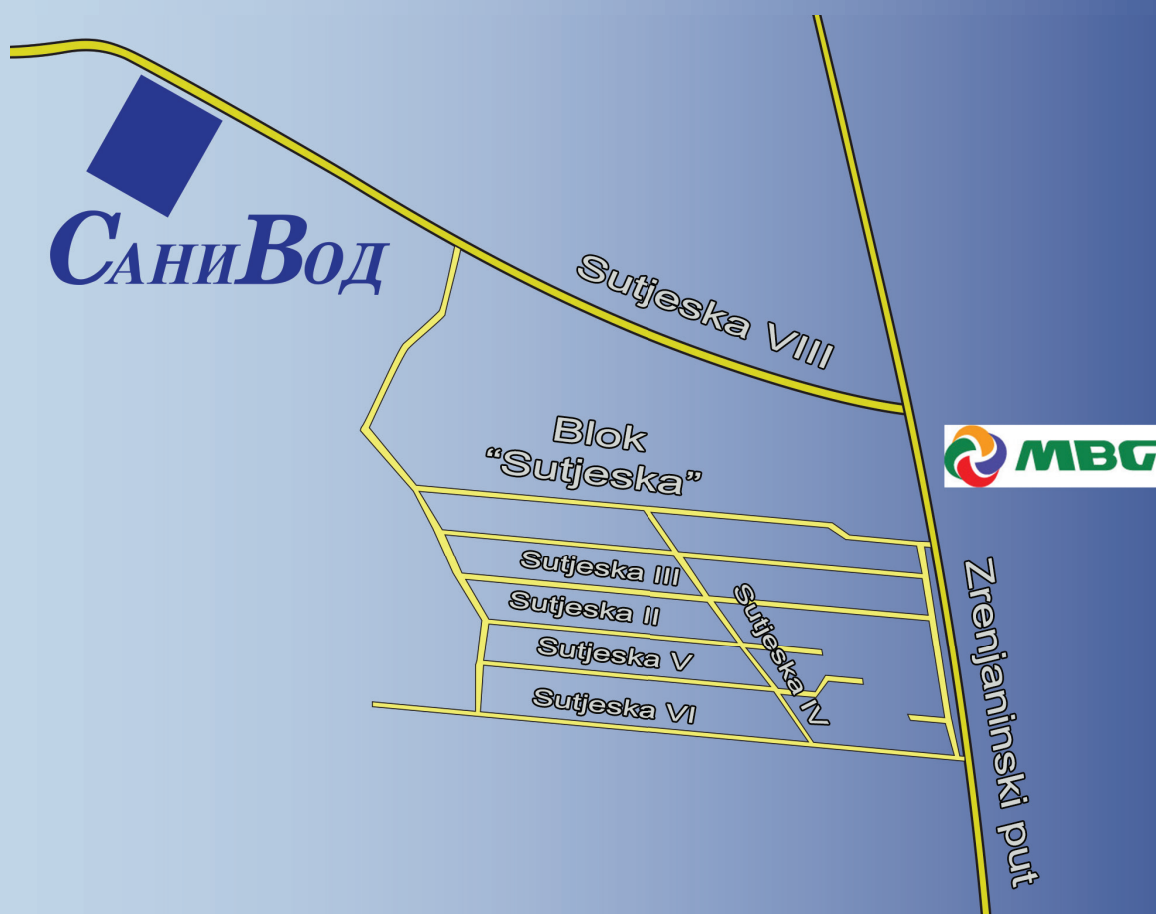 СаниВод
Sutjeska VIII
Blok
“Sutjeska”
MBG
Sutjeska III
Sutjeska II
Sutjeska IV
Sutjeska V
Sutjeska VI
Zrenjaninski put